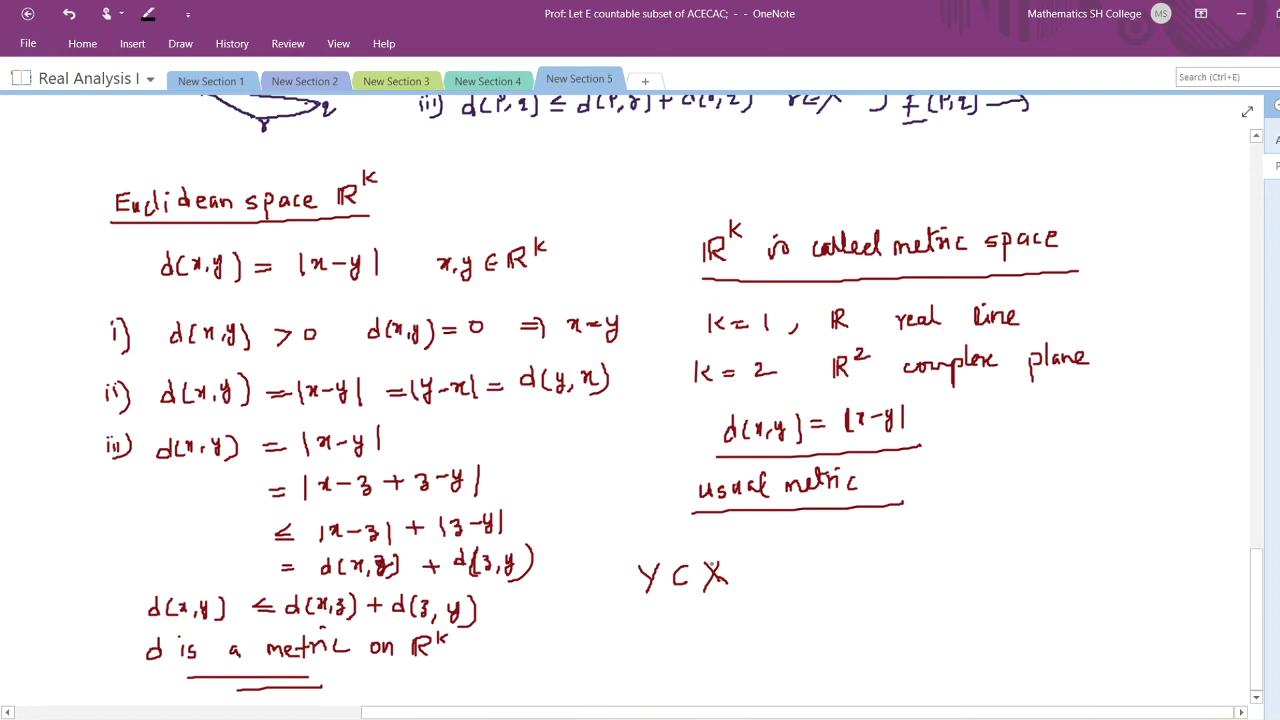 Prof: Let E countable subset of ACECAC; - - OneNote
Mathematics SH College MS
File Home Insert Draw History Review View Help
Real Analysis I New Section 1 New Section 2 New Section 3 New Section 4 New Section 5 + Search (Ctrl+E)
r q iii) d(p,q) ≤ d(p,r) + d(r,q) r ∈ X
Euclidean space ℝ^k
d(x,y) = |x-y| x,y ∈ ℝ^k
i) d(x,y) > 0 d(x,y) = 0 ⇒ x=y
ii) d(x,y) = |x-y| = |y-x| = d(y,x)
iii) d(x,y) = |x-y|
= |x-z + z-y|
≤ |x-z| + |z-y|
= d(x,z) + d(z,y)
d(x,y) ≤ d(x,z) + d(z,y)
d is a metric on ℝ^k
ℝ^k is called metric space
k=1, ℝ real line
k=2 ℝ² complex plane
d(x,y) = |x-y|
usual metric
Y ⊂ X